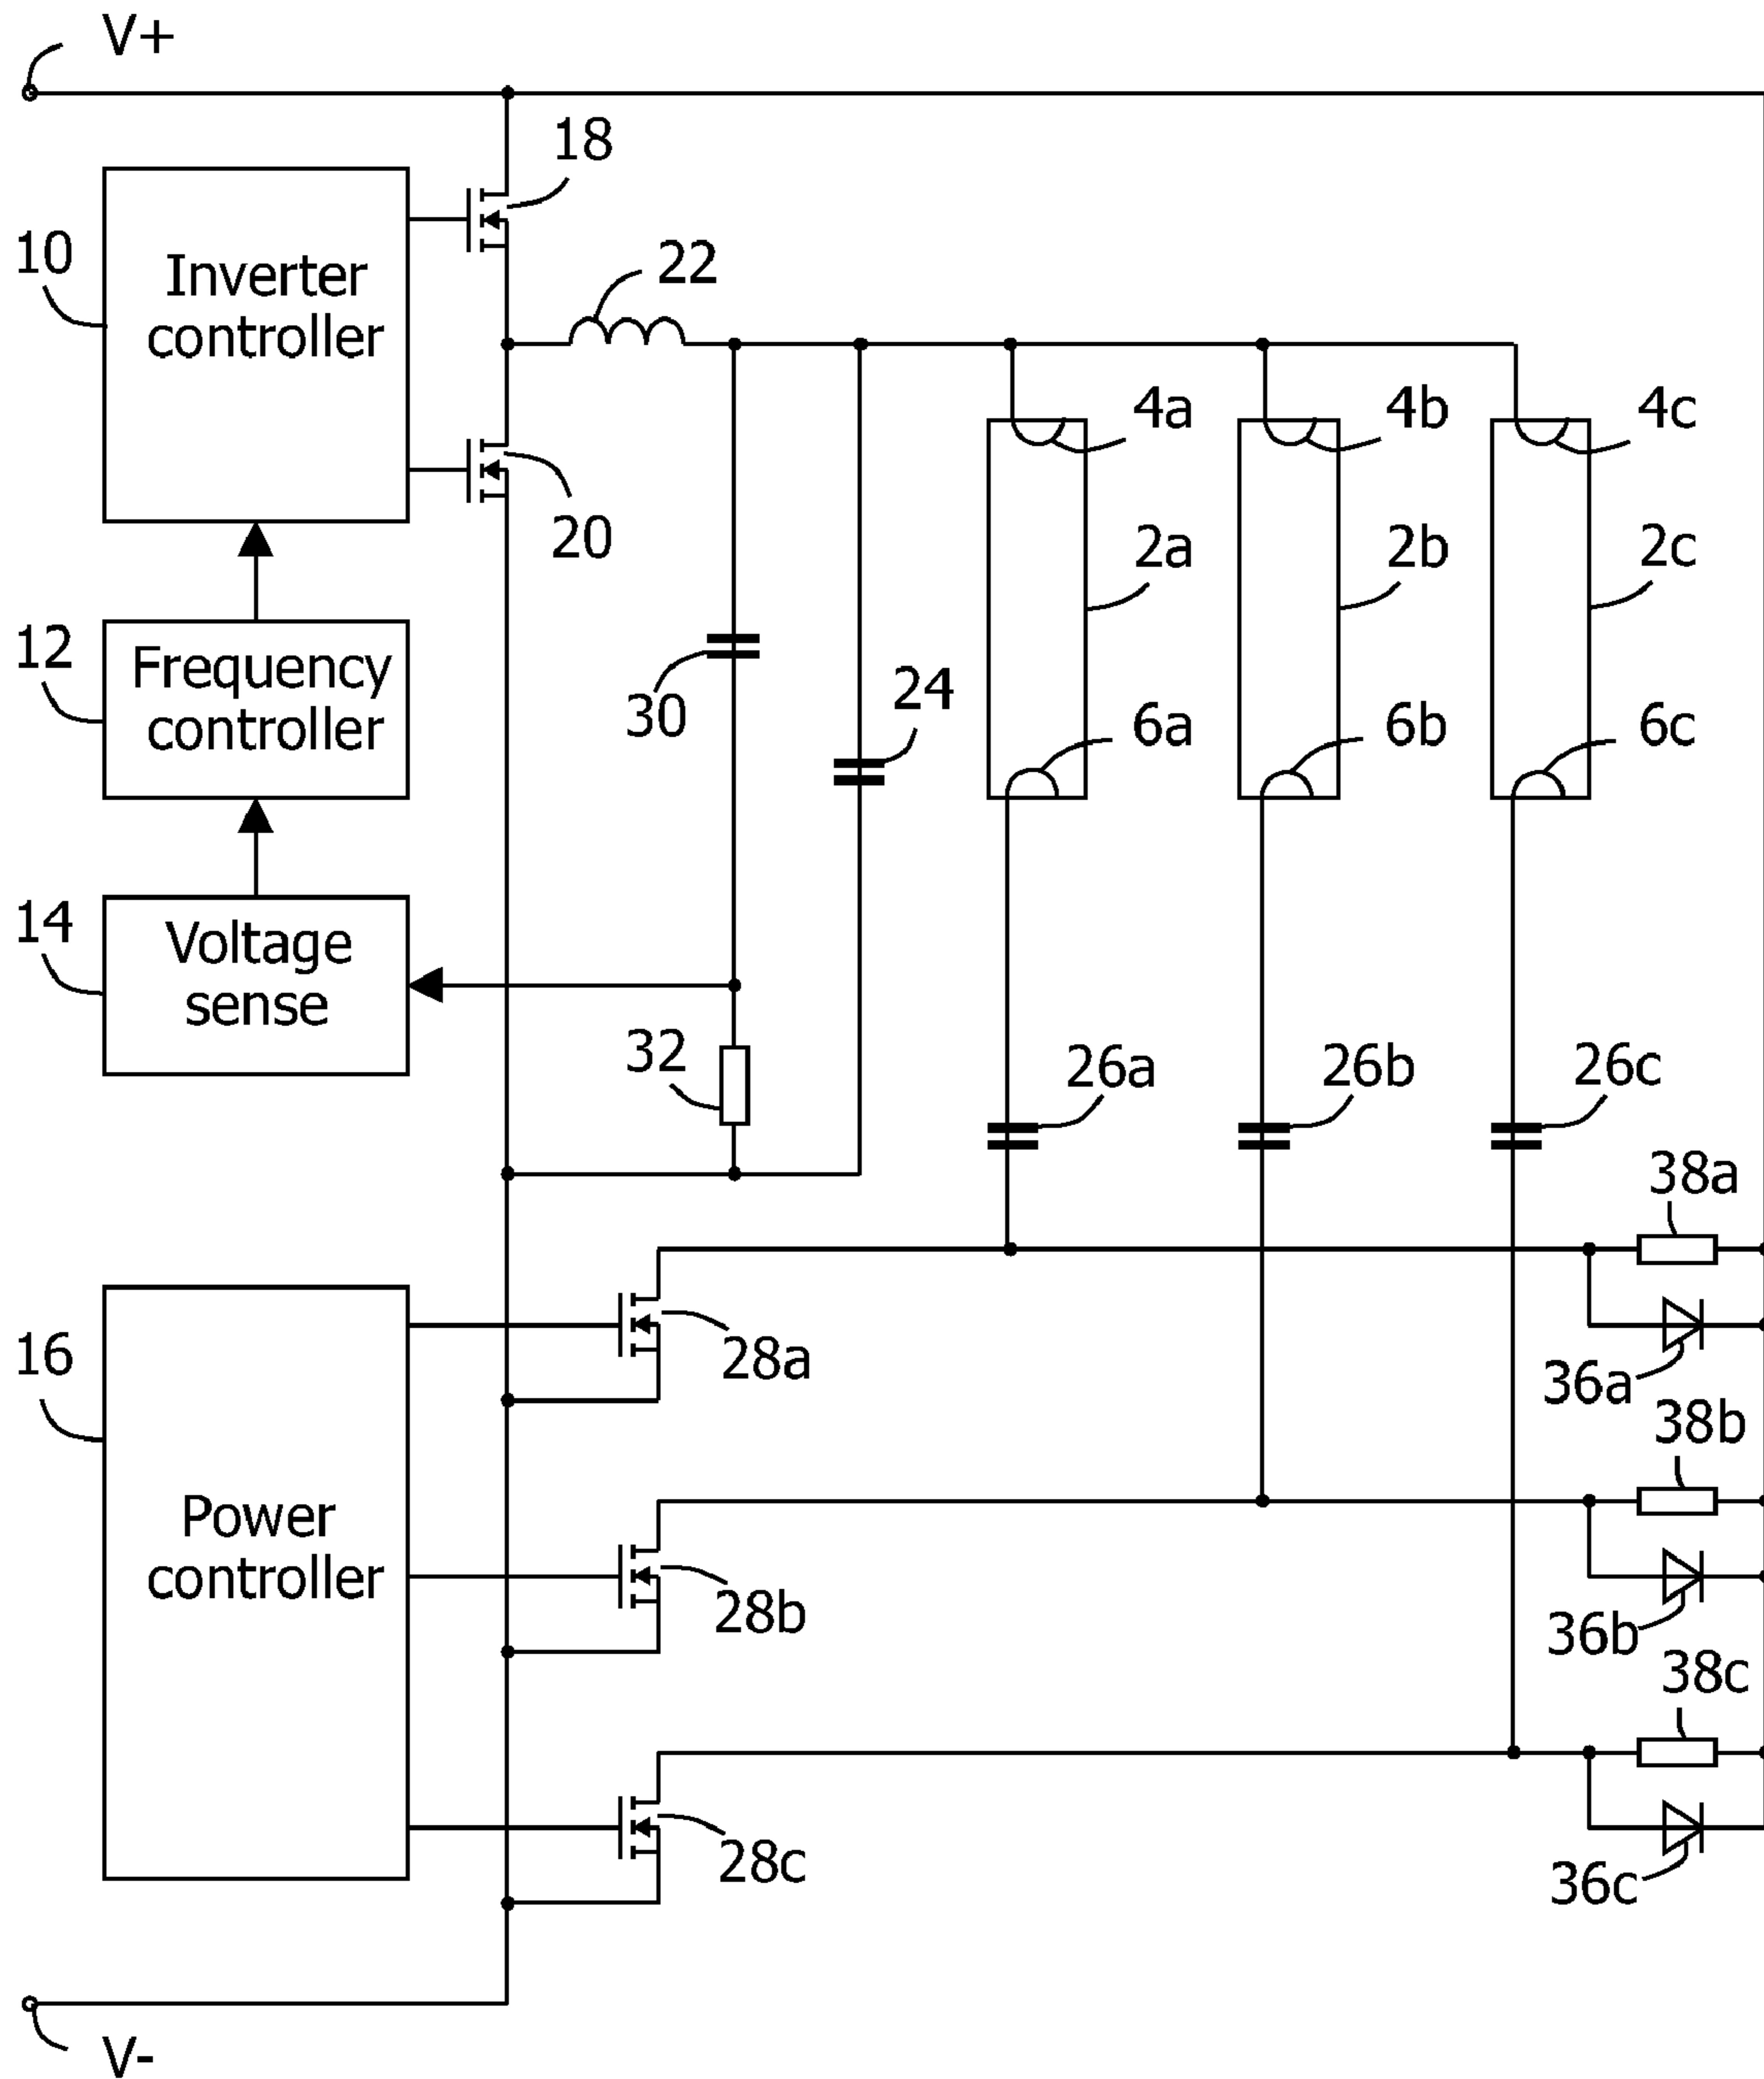 V+
18
10
Inverter
controller
22
4a
4b
4c
20
2a
2b
2c
12
Frequency
controller
30
24
6a
6b
6c
14
Voltage
sense
32
26a
26b
26c
38a
16
28a
36a
38b
Power
controller
28b
36b
38c
28c
36c
V-